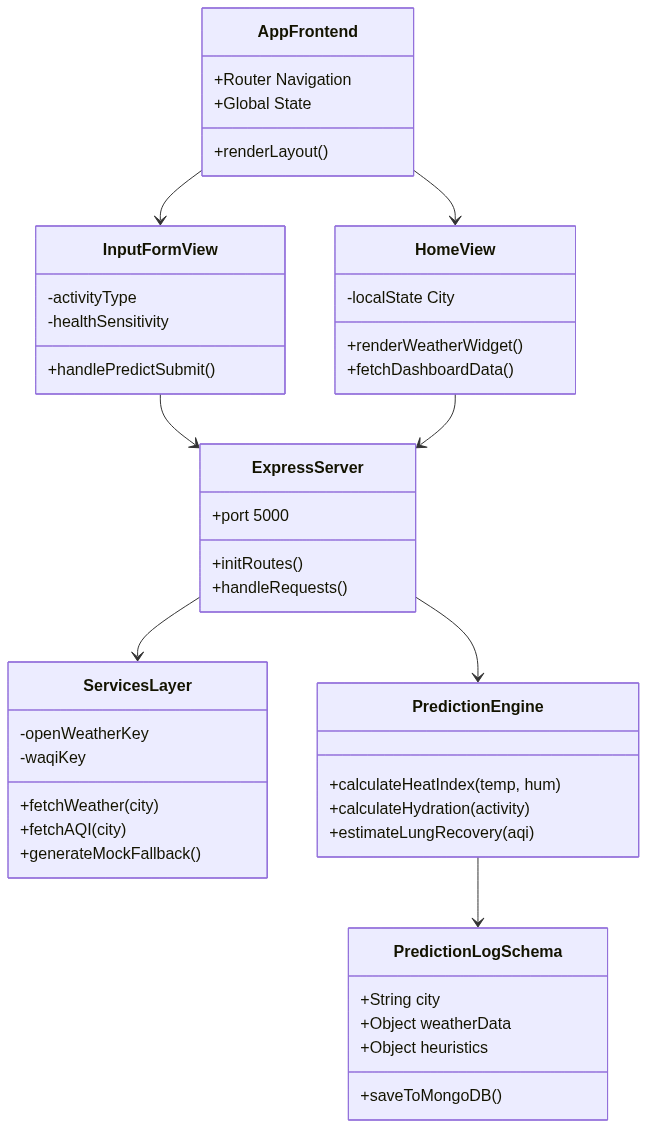 AppFrontend
+Router Navigation
+Global State
+renderLayout()
InputFormView
-activityType
-healthSensitivity
+handlePredictSubmit()
HomeView
-localState City
+renderWeatherWidget()
+fetchDashboardData()
ExpressServer
+port 5000
+initRoutes()
+handleRequests()
ServicesLayer
-openWeatherKey
-waqiKey
+fetchWeather(city)
+fetchAQI(city)
+generateMockFallback()
PredictionEngine
+calculateHeatIndex(temp, hum)
+calculateHydration(activity)
+estimateLungRecovery(aqi)
PredictionLogSchema
+String city
+Object weatherData
+Object heuristics
+saveToMongoDB()